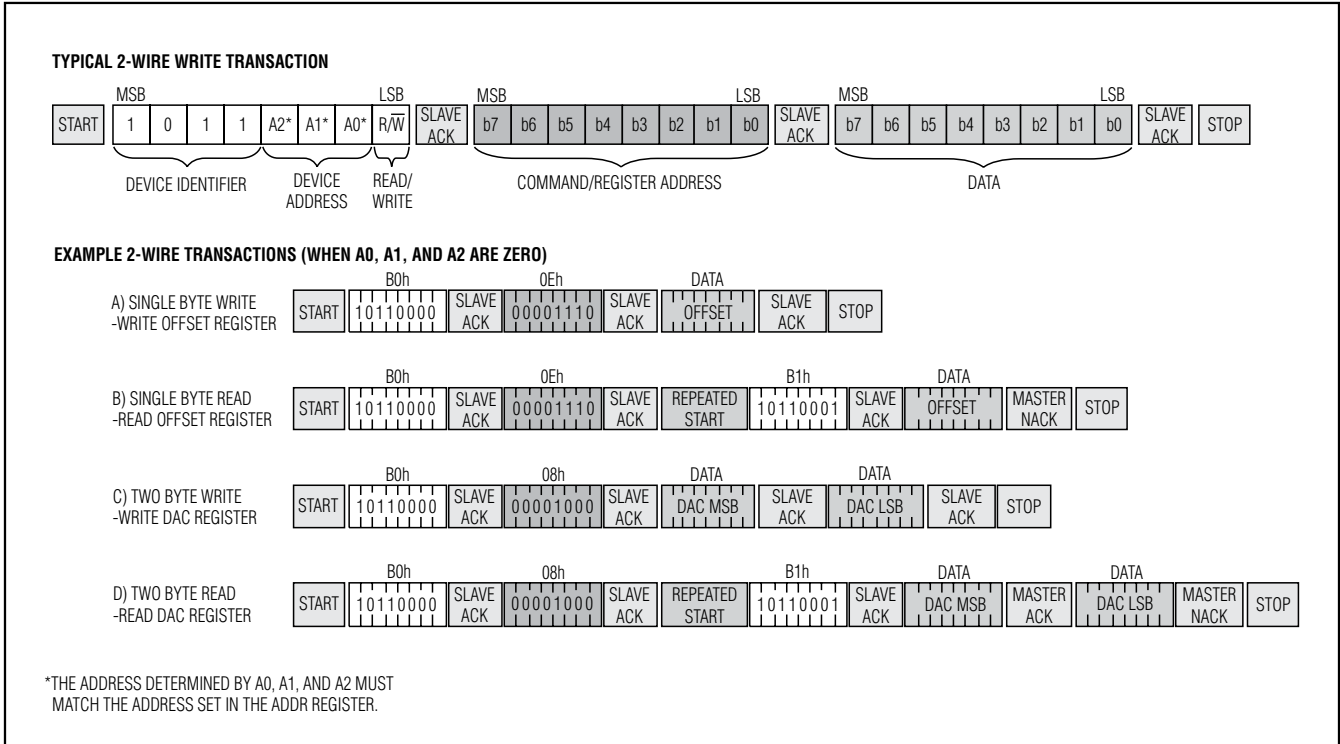 TYPICAL 2-WIRE WRITE TRANSACTION
MSB LSB MSB LSB MSB LSB
START 1 0 1 1 A2* A1* A0* R/W̅ SLAVE ACK b7 b6 b5 b4 b3 b2 b1 b0 SLAVE ACK b7 b6 b5 b4 b3 b2 b1 b0 SLAVE ACK STOP
DEVICE IDENTIFIER DEVICE ADDRESS READ/WRITE COMMAND/REGISTER ADDRESS DATA
EXAMPLE 2-WIRE TRANSACTIONS (WHEN A0, A1, AND A2 ARE ZERO)
B0h 0Eh DATA
A) SINGLE BYTE WRITE
-WRITE OFFSET REGISTER
START 10110000 SLAVE ACK 00001110 SLAVE ACK OFFSET SLAVE ACK STOP
B0h 0Eh B1h DATA
B) SINGLE BYTE READ
-READ OFFSET REGISTER
START 10110000 SLAVE ACK 00001110 SLAVE ACK REPEATED START 10110001 SLAVE ACK OFFSET MASTER NACK STOP
B0h 08h DATA DATA
C) TWO BYTE WRITE
-WRITE DAC REGISTER
START 10110000 SLAVE ACK 00001000 SLAVE ACK DAC MSB SLAVE ACK DAC LSB SLAVE ACK STOP
B0h 08h B1h DATA DATA
D) TWO BYTE READ
-READ DAC REGISTER
START 10110000 SLAVE ACK 00001000 SLAVE ACK REPEATED START 10110001 SLAVE ACK DAC MSB MASTER ACK DAC LSB MASTER NACK STOP
*THE ADDRESS DETERMINED BY A0, A1, AND A2 MUST
MATCH THE ADDRESS SET IN THE ADDR REGISTER.